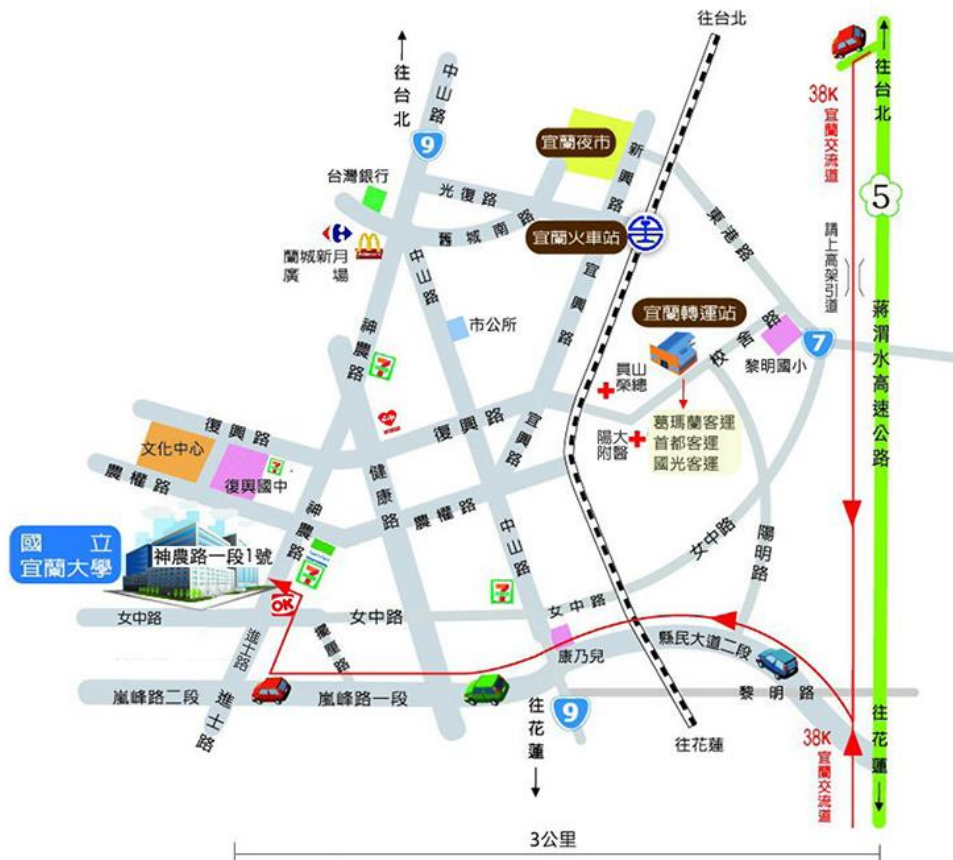 往台北
往台北
中山路
9
往台北
38K
宜蘭交流道
5
宜蘭夜市
新興路
台灣銀行
光復路
東港路
舊城南路
宜蘭火車站
蘭城新月
廣場
中山路
請上高架引道
宜興路
市公所
宜蘭轉運站
校舍路
7
蔣渭水高速公路
神農路
7
黎明國小
員山
榮總
葛瑪蘭客運
首都客運
國光客運
陽大
附醫
復興路
復興路
宜興路
文化中心
7
復興國中
健康路
農權路
神農路
農權路
國立
宜蘭大學
神農路一段1號
7
OK
中山路
7
女中路
陽明路
女中路
女中路
女中路
進士路
康乃兒
縣民大道二段
黎明路
嵐峰路二段
嵐峰路一段
進士路
往花蓮
9
往花蓮
38K
宜蘭交流道
往花蓮
3公里